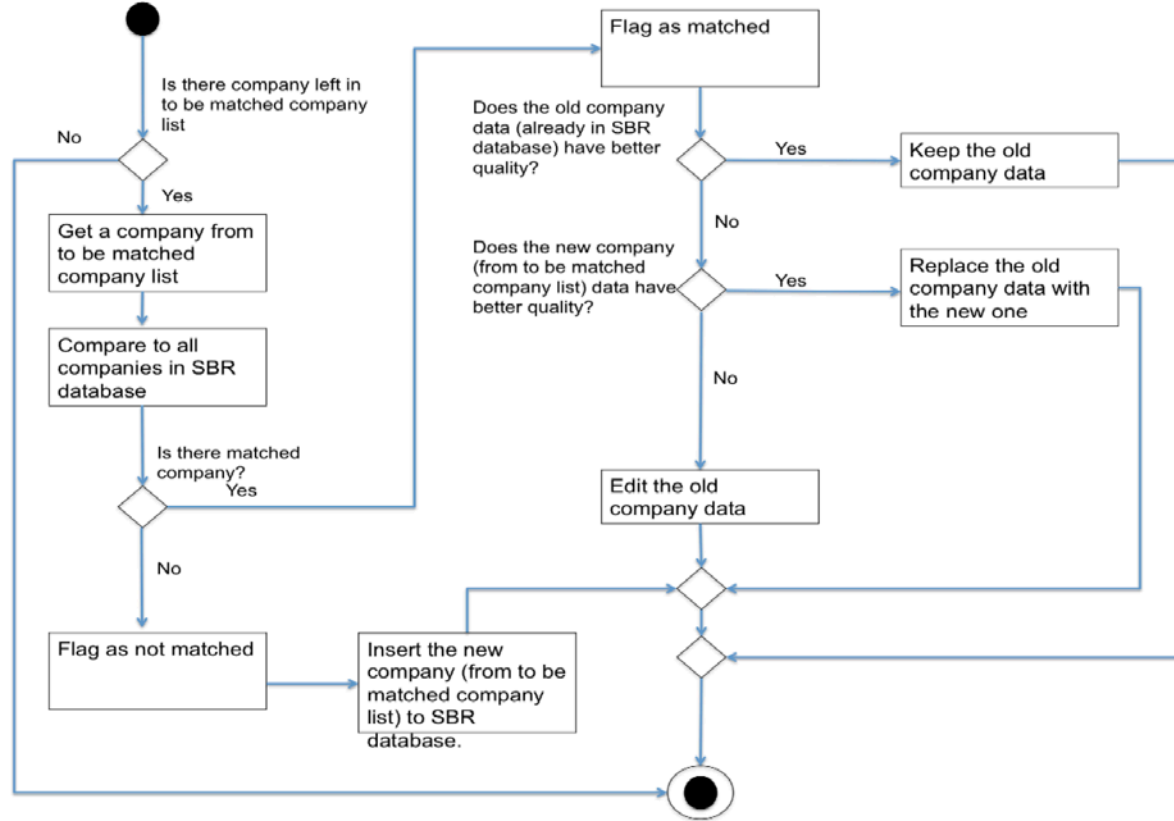 Is there company left in
to be matched company
list
No
Yes
Get a company from
to be matched
company list
Compare to all
companies in SBR
database
Is there matched
company?
Yes
No
Flag as not matched
Insert the new
company (from to be
matched company
list) to SBR
database.
Flag as matched
Does the old company
data (already in SBR
database) have better
quality?
Yes
Keep the old
company data
No
Does the new company
(from to be matched
company list) data have
better quality?
Yes
Replace the old
company data with
the new one
No
Edit the old
company data